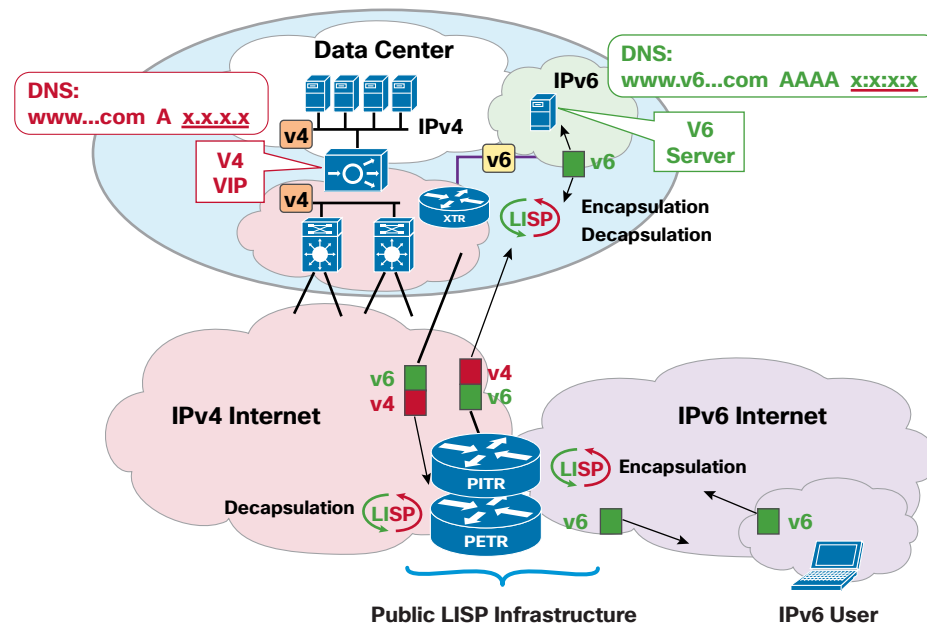 Data Center
DNS:
www...com A x.x.x.x
DNS:
www.v6...com AAAA x:x:x:x
IPv6
IPv4
v4
V4
VIP
v6
V6
Server
v6
v4
XTR
LISP
Encapsulation
Decapsulation
v6
v4
v4
v6
IPv4 Internet
IPv6 Internet
PITR
LISP
Encapsulation
Decapsulation
LISP
PETR
v6
v6
Public LISP Infrastructure
IPv6 User